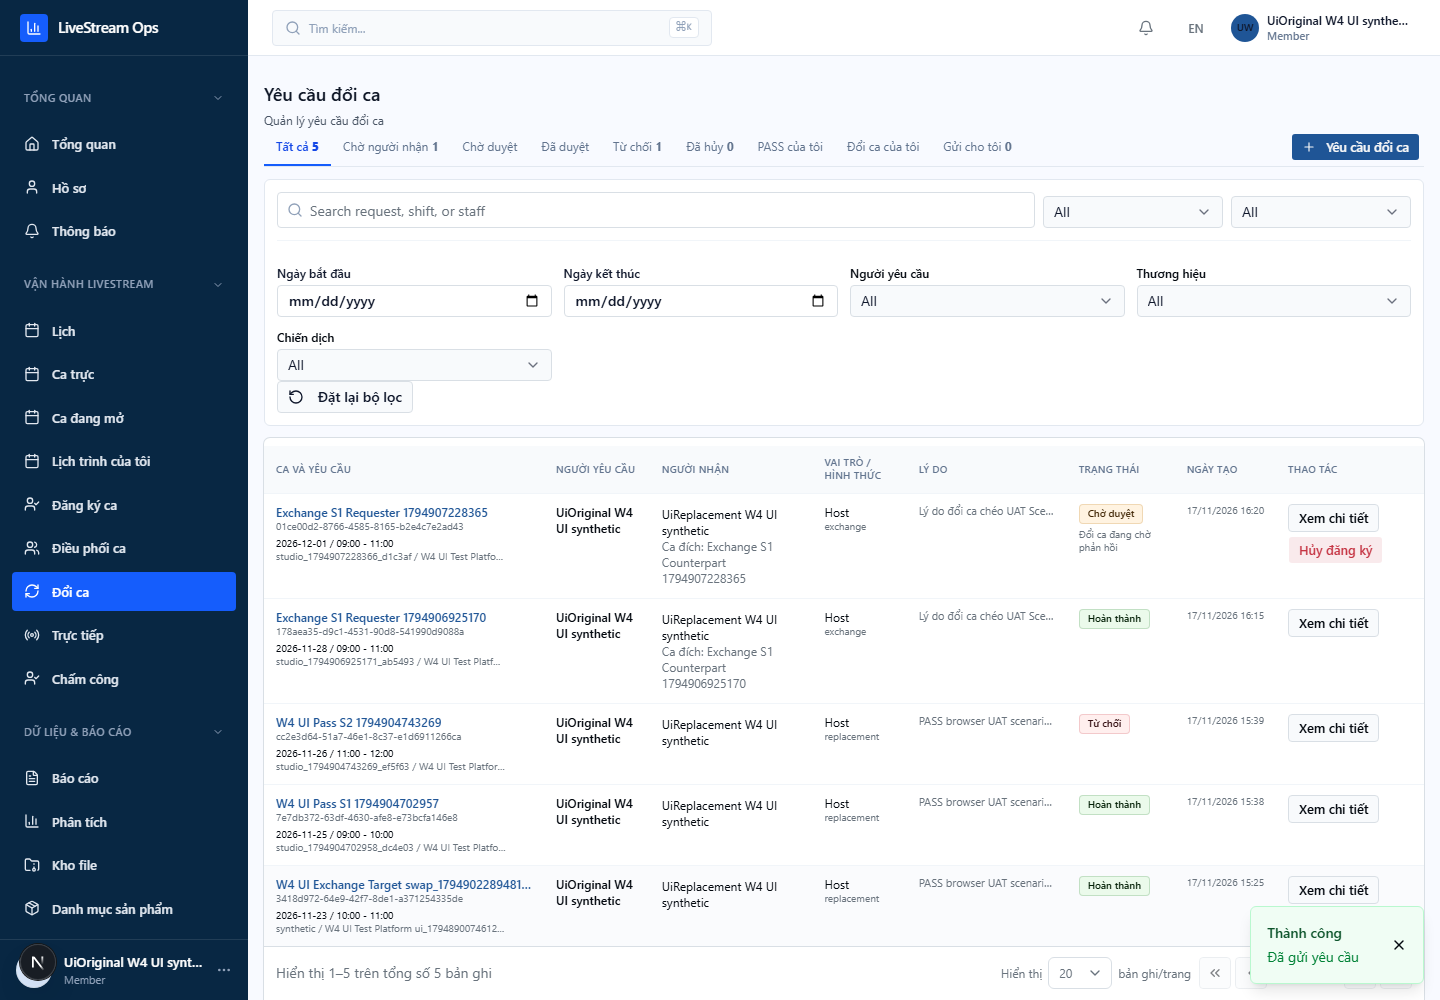 LiveStream Ops
Tìm kiếm...
⌘K
EN
UW
UiOriginal W4 UI synthe...
Member
TỔNG QUAN
Tổng quan
Hồ sơ
Thông báo
VẬN HÀNH LIVESTREAM
Lịch
Ca trực
Ca đang mở
Lịch trình của tôi
Đăng ký ca
Điều phối ca
Đổi ca
Trực tiếp
Chấm công
DỮ LIỆU & BÁO CÁO
Báo cáo
Phân tích
Kho file
Danh mục sản phẩm
N
UiOriginal W4 UI synt...
Member
Yêu cầu đổi ca
Quản lý yêu cầu đổi ca
Tất cả 5
Chờ người nhận 1
Chờ duyệt
Đã duyệt
Từ chối 1
Đã hủy 0
PASS của tôi
Đổi ca của tôi
Gửi cho tôi 0
Yêu cầu đổi ca
Search request, shift, or staff
All
All
Ngày bắt đầu
Ngày kết thúc
Người yêu cầu
Thương hiệu
mm/dd/yyyy
mm/dd/yyyy
All
All
Chiến dịch
All
Đặt lại bộ lọc
CA VÀ YÊU CẦU
NGƯỜI YÊU CẦU
NGƯỜI NHẬN
VAI TRÒ /
HÌNH THỨC
LÝ DO
TRẠNG THÁI
NGÀY TẠO
THAO TÁC
Exchange S1 Requester 1794907228365
01ce00d2-8766-4585-8165-b2e4c7e2ad43
2026-12-01 / 09:00 - 11:00
studio_1794907228366_d1c3af / W4 UI Test Platfo...
UiOriginal W4
UI synthetic
UiReplacement W4 UI
synthetic
Ca đích: Exchange S1
Counterpart
1794907228365
Host
exchange
Lý do đổi ca chéo UAT Sce...
Chờ duyệt
Đổi ca đang chờ
phản hồi
17/11/2026 16:20
Xem chi tiết
Hủy đăng ký
Exchange S1 Requester 1794906925170
178aea35-d9c1-4531-90d8-541990d9088a
2026-11-28 / 09:00 - 11:00
studio_1794906925171_ab5493 / W4 UI Test Platf...
UiOriginal W4
UI synthetic
UiReplacement W4 UI
synthetic
Ca đích: Exchange S1
Counterpart
1794906925170
Host
exchange
Lý do đổi ca chéo UAT Sce...
Hoàn thành
17/11/2026 16:15
Xem chi tiết
W4 UI Pass S2 1794904743269
cc2e3d64-51a7-46e1-8c37-e1d6911266ca
2026-11-26 / 11:00 - 12:00
studio_1794904743269_ef5f63 / W4 UI Test Platfor...
UiOriginal W4
UI synthetic
UiReplacement W4 UI
synthetic
Host
replacement
PASS browser UAT scenari...
Từ chối
17/11/2026 15:39
Xem chi tiết
W4 UI Pass S1 1794904702957
7e7db372-63df-4630-afe8-e73bcfa146e8
2026-11-25 / 09:00 - 10:00
studio_1794904702958_dc4e03 / W4 UI Test Platfo...
UiOriginal W4
UI synthetic
UiReplacement W4 UI
synthetic
Host
replacement
PASS browser UAT scenari...
Hoàn thành
17/11/2026 15:38
Xem chi tiết
W4 UI Exchange Target swap_1794902289481...
3418d972-64e9-42f7-8de1-a371254335de
2026-11-23 / 10:00 - 11:00
synthetic / W4 UI Test Platform ui_1794890074612...
UiOriginal W4
UI synthetic
UiReplacement W4 UI
synthetic
Host
replacement
PASS browser UAT scenari...
Hoàn thành
17/11/2026 15:25
Xem chi tiết
Hiển thị 1–5 trên tổng số 5 bản ghi
Hiển thị
20
bản ghi/trang
Thành công
Đã gửi yêu cầu